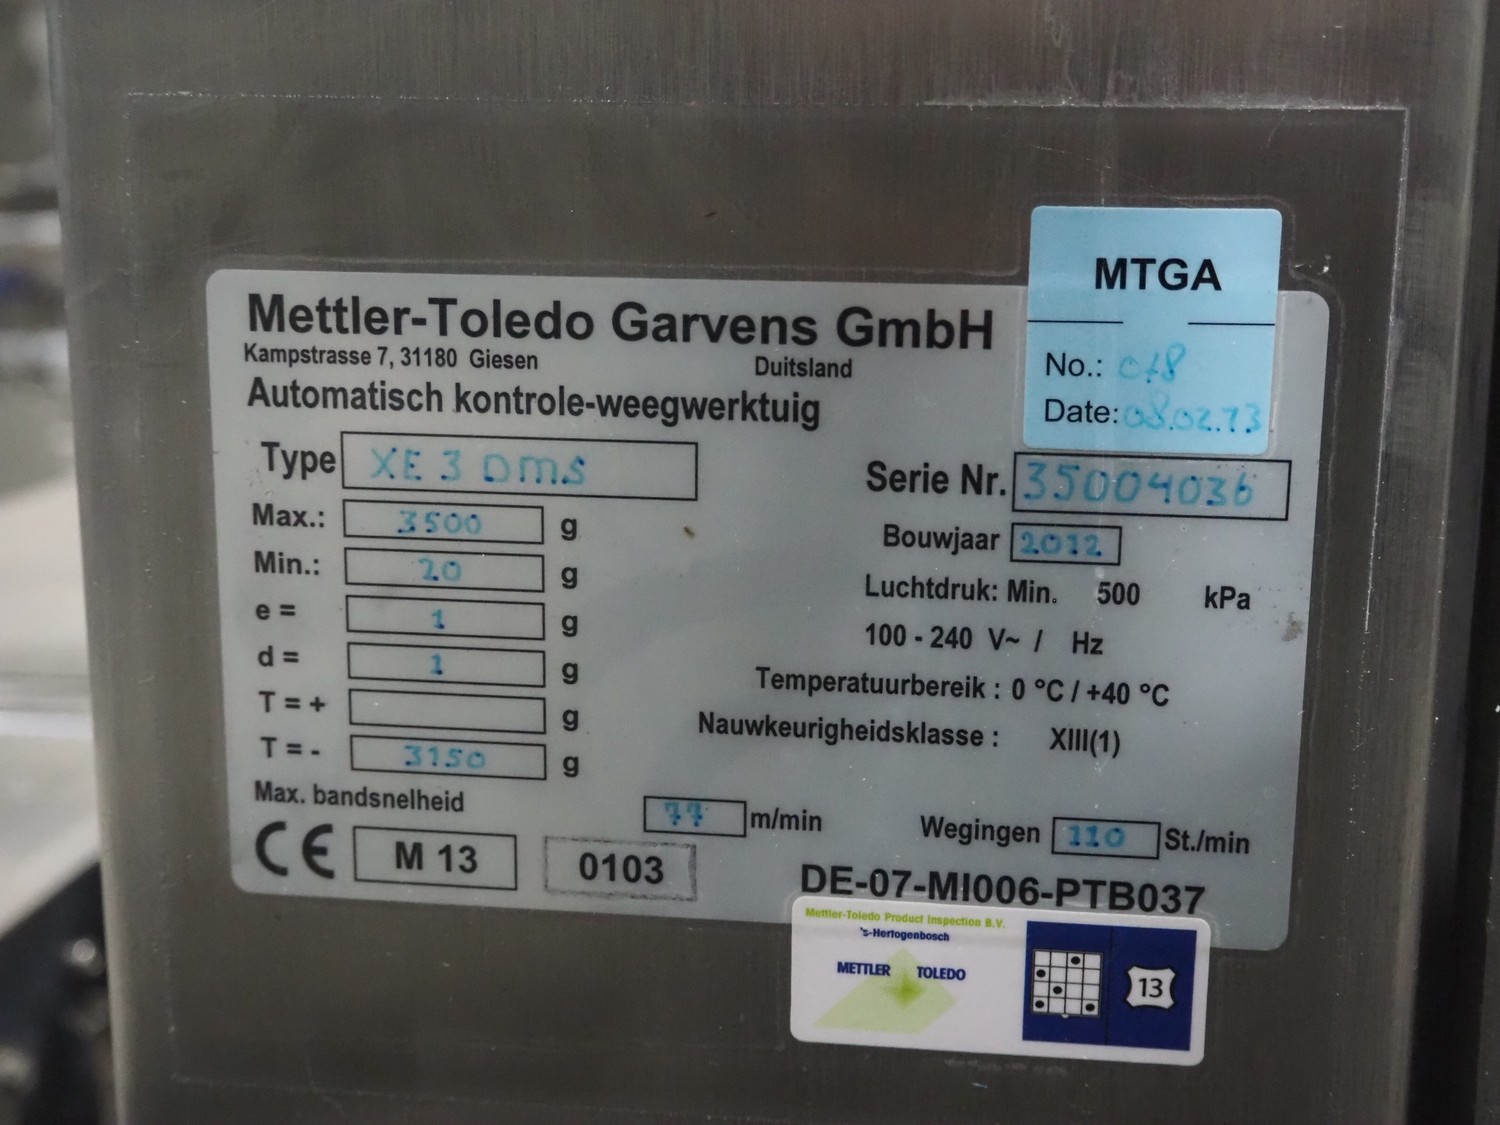 MTGA
No.: 078
Date: 08.02.13
Mettler-Toledo Garvens GmbH
Kampstrasse 7, 31180 Giesen Duitsland
Automatisch kontrole-weegwerktuig
Type XE 3 DMS
Serie Nr. 35004036
Max.: 3500 g
Bouwjaar 2012
Min.: 20 g
Luchtdruk: Min. 500 kPa
e = 1 g
100 - 240 V~ / Hz
d = 1 g
Temperatuurbereik : 0 °C / +40 °C
T = + g
Nauwkeurigheidsklasse : XIII(1)
T = - 3150 g
Max. bandsnelheid 77 m/min
Wegingen 110 St./min
CE M 13 0103
DE-07-MI006-PTB037
Mettler-Toledo Product Inspection B.V.
's-Hertogenbosch
METTLER TOLEDO
13